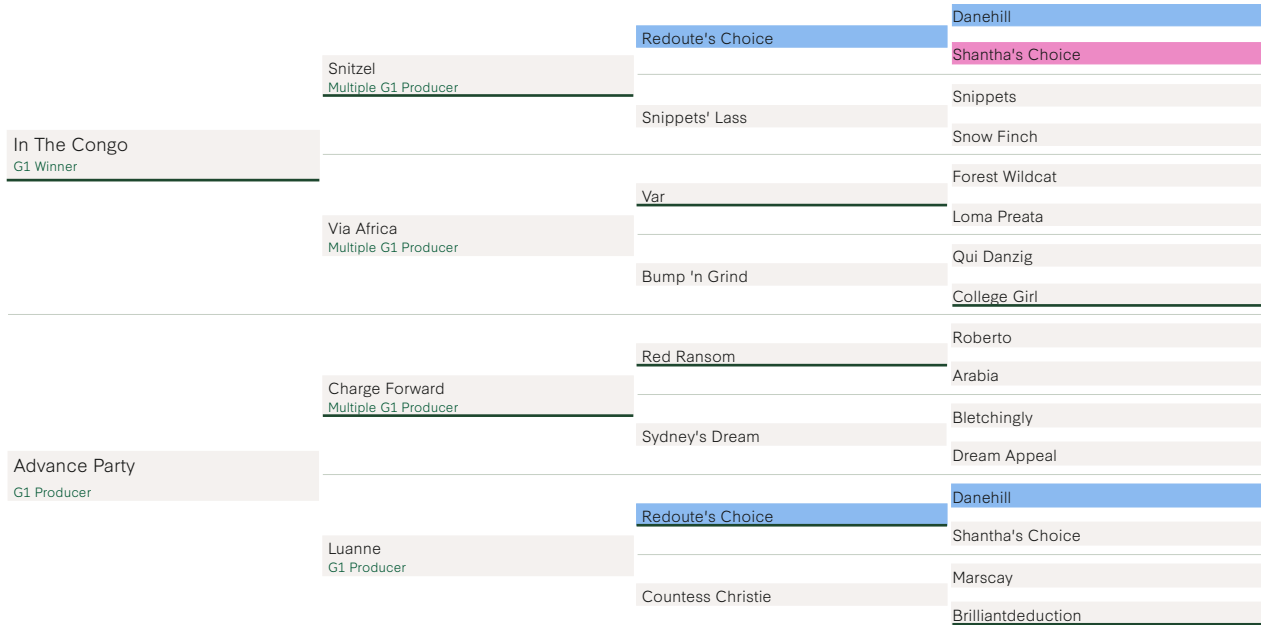 In The Congo
G1 Winner
Snitzel
Multiple G1 Producer
Redoute's Choice
Danehill
Shantha's Choice
Snippets' Lass
Snippets
Snow Finch
Via Africa
Multiple G1 Producer
Var
Forest Wildcat
Loma Preata
Bump 'n Grind
Qui Danzig
College Girl
Advance Party
G1 Producer
Charge Forward
Multiple G1 Producer
Red Ransom
Roberto
Arabia
Sydney's Dream
Bletchingly
Dream Appeal
Luanne
G1 Producer
Redoute's Choice
Danehill
Shantha's Choice
Countess Christie
Marscay
Brilliantdeduction